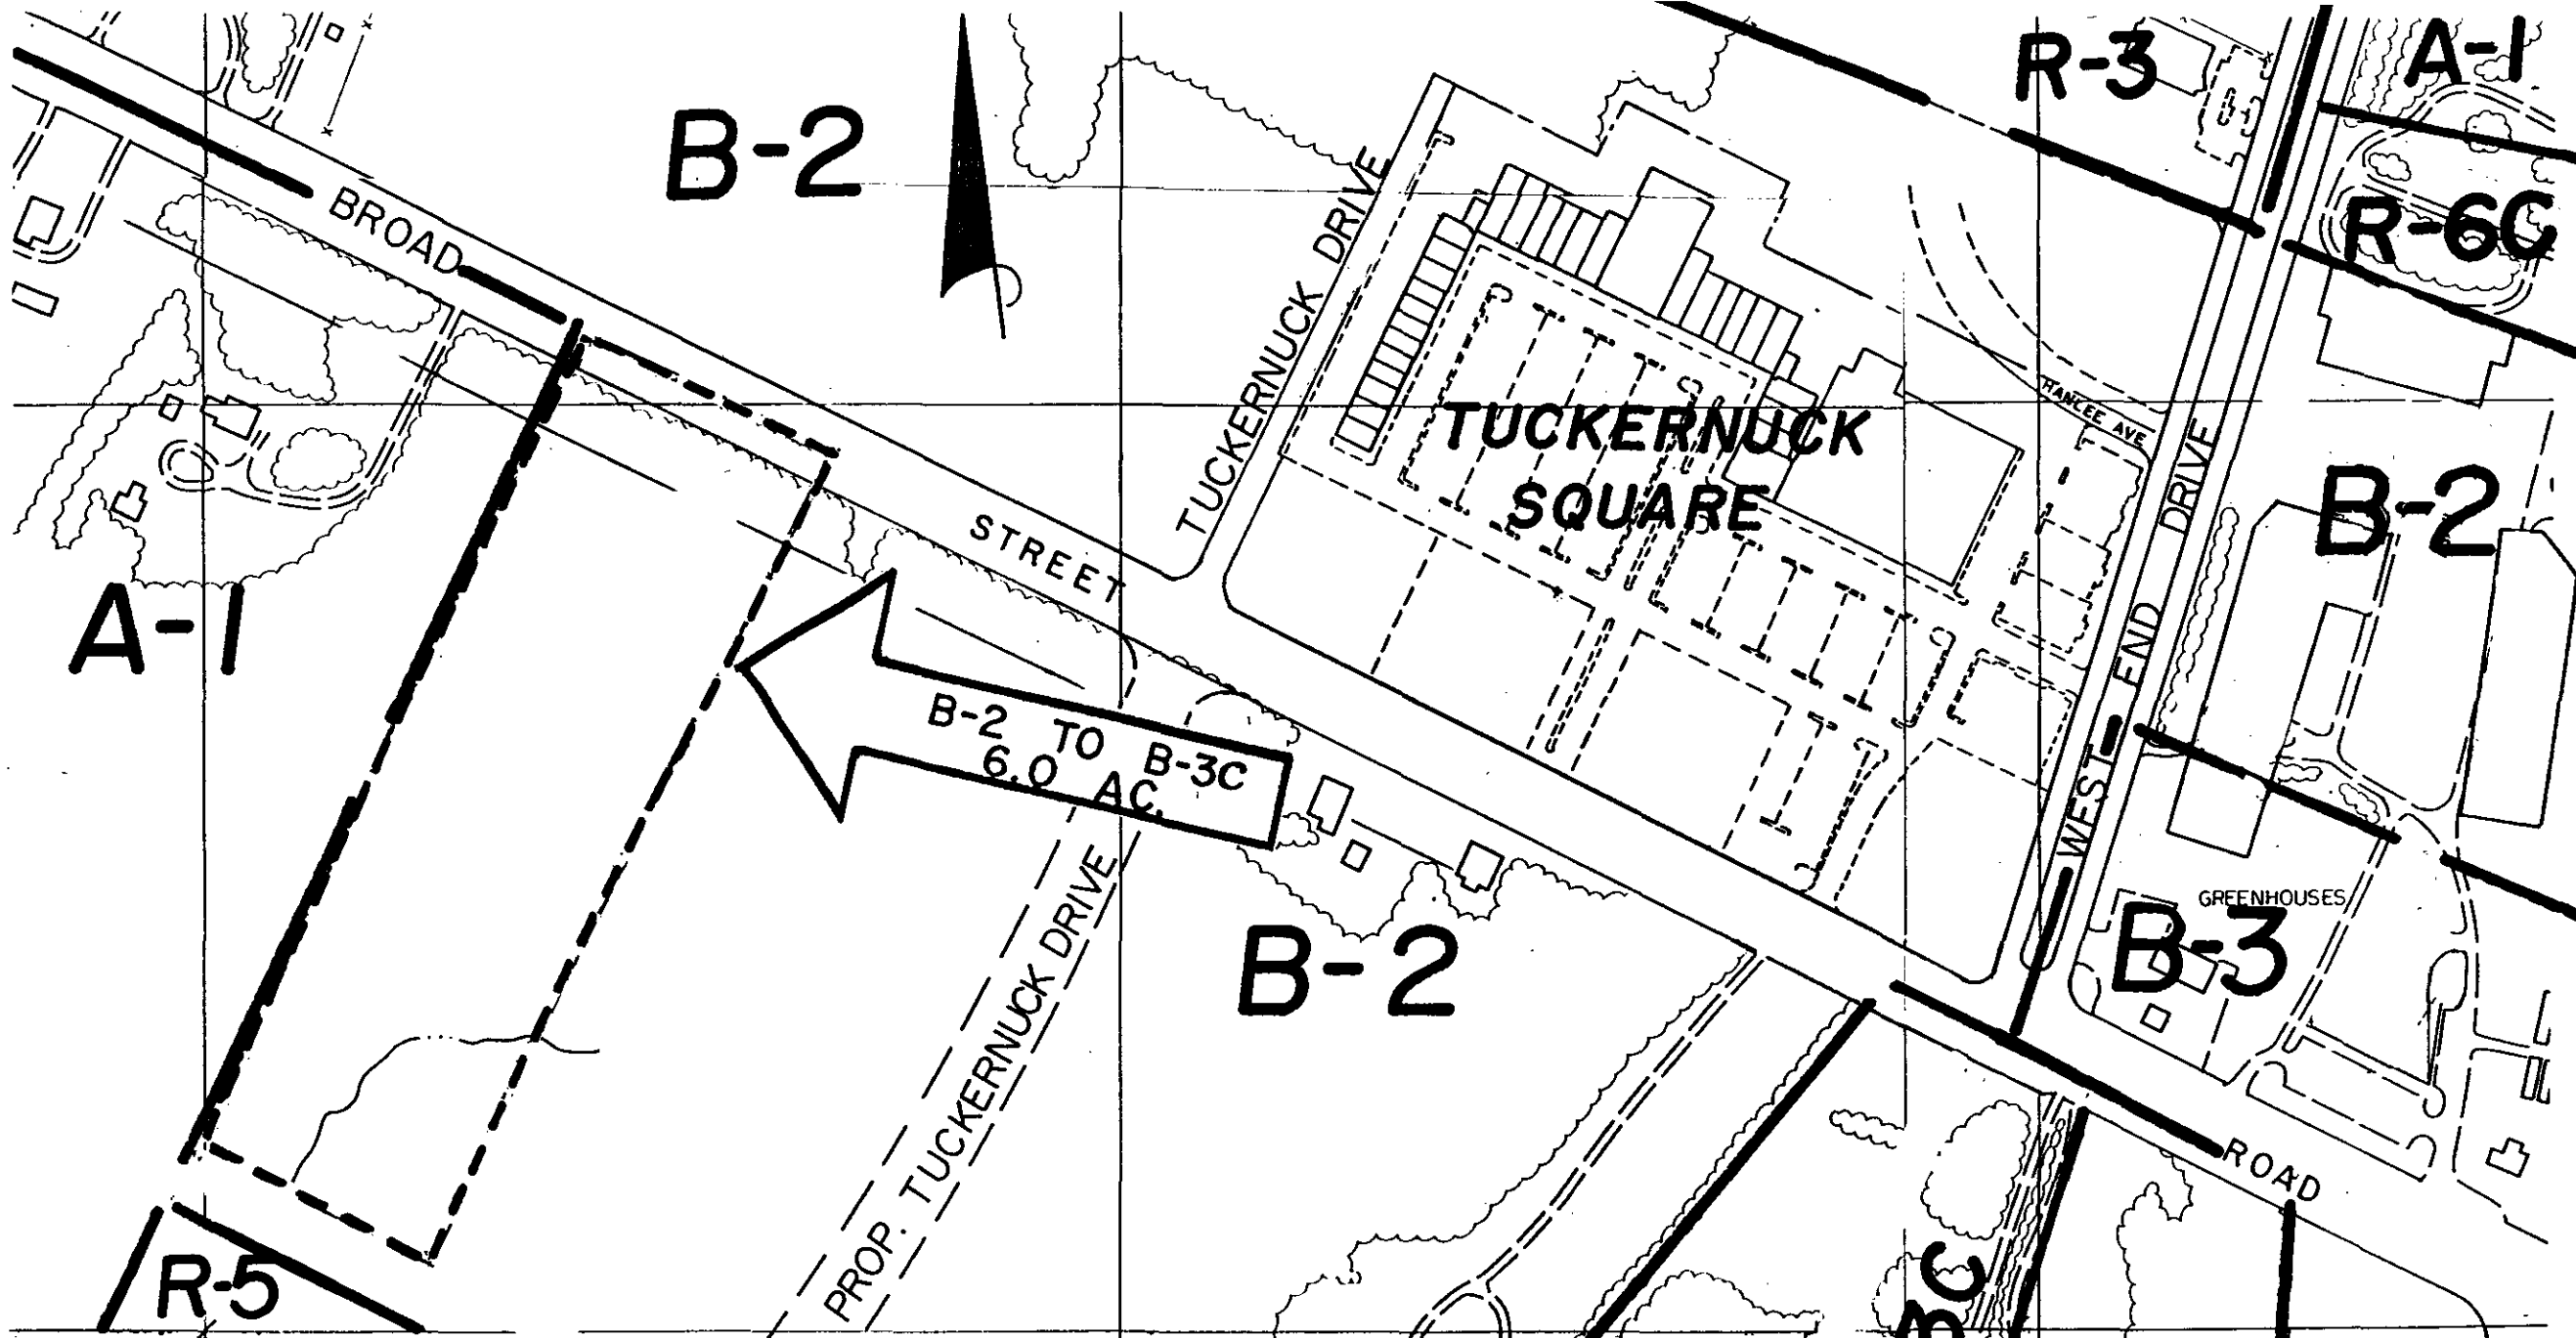 R-3
A-1
B-2
BROAD
TUCKERNUCK DRIVE
R-6C
HANLEE AVE
TUCKERNUCK
SQUARE
B-2
STREET
WEST END DRIVE
A-1
B-2 TO B-3C
6.0 AC.
GREENHOUSES
B-2
B-3
PROP. TUCKERNUCK DRIVE
ROAD
R-5